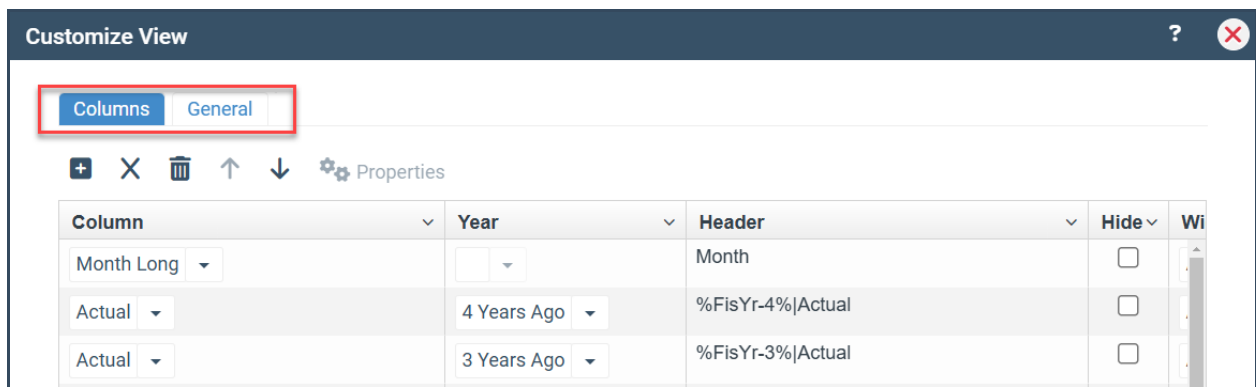 Customize View ?
Columns General
Properties
Column Year Header Hide Wi
Month Long Month
Actual 4 Years Ago %FisYr-4%|Actual
Actual 3 Years Ago %FisYr-3%|Actual